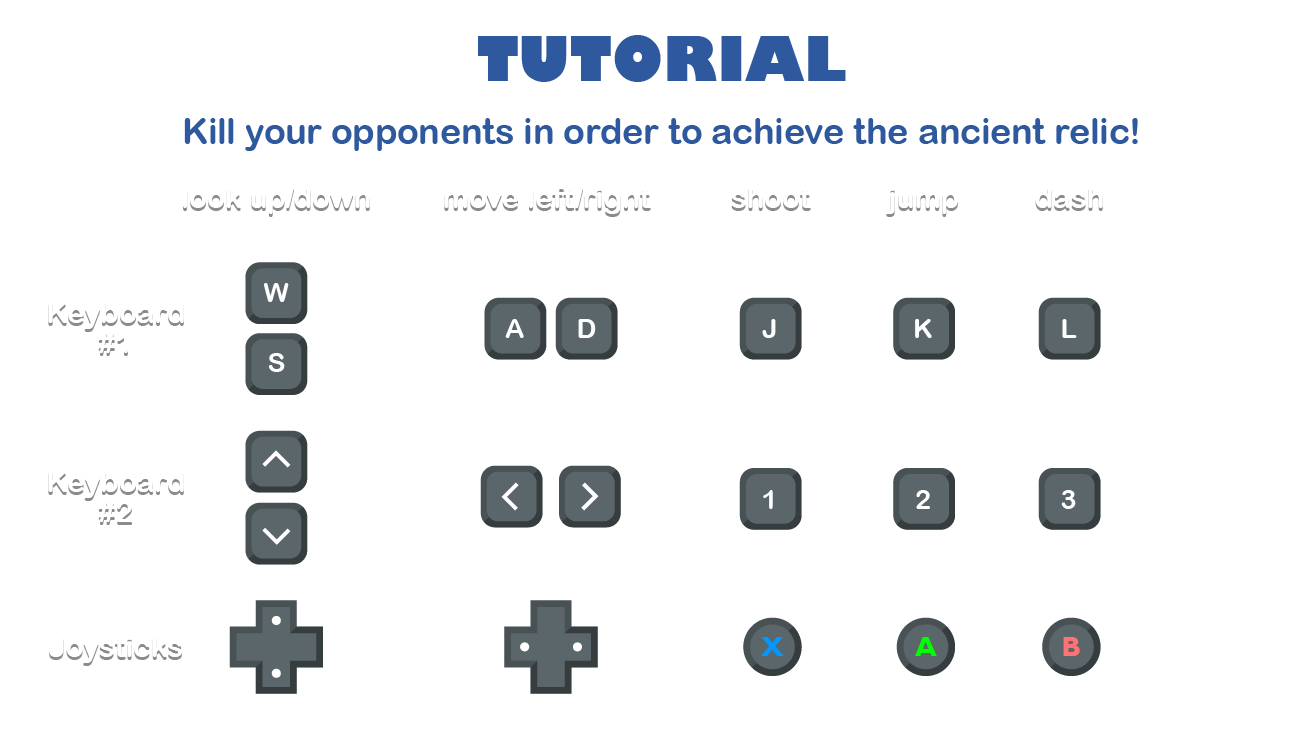 TUTORIAL
Kill your opponents in order to achieve the ancient relic!
look up/down move left/right shoot jump dash
W
Keyboard A D J K L
#1
S
Keyboard 1 2 3
#2
Joysticks X A B